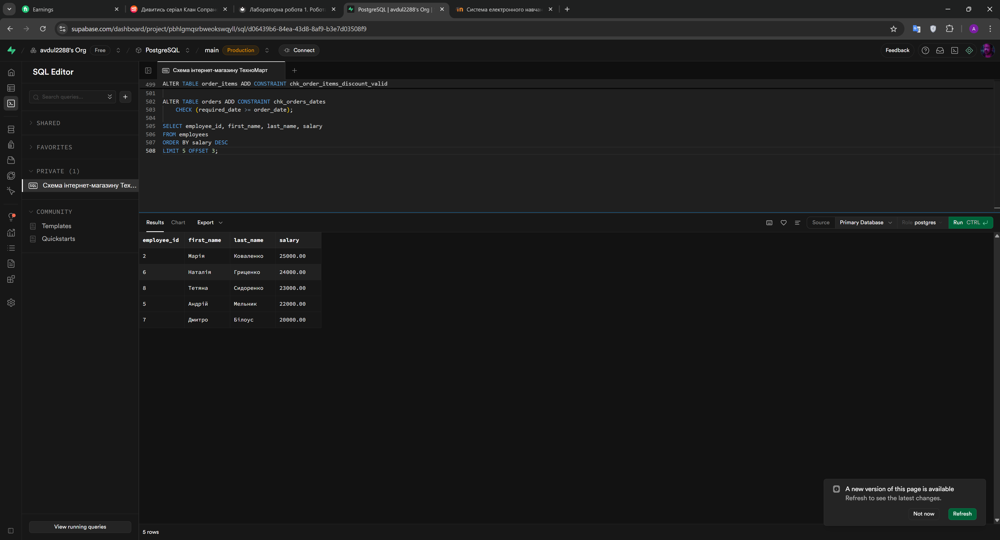 Earnings
Дивитись серіал Клан Сопран
Лабораторна робота 1. Робота
PostgreSQL | avdul2288's Org |
Система електронного навчан
supabase.com/dashboard/project/pbhlgmqsrbweokswqyll/sql/d06439b6-84ea-43d8-8af9-b3e7d03508f9
A
avdul2288's Org Free / PostgreSQL / main Production Connect
Feedback
SQL Editor
Search queries...
SHARED
FAVORITES
PRIVATE (1)
SQL Схема інтернет-магазину Тех...
COMMUNITY
Templates
Quickstarts
View running queries
SQL Схема інтернет-магазину ТехноМарт
499 ALTER TABLE order_items ADD CONSTRAINT chk_order_items_discount_valid
501
502 ALTER TABLE orders ADD CONSTRAINT chk_orders_dates
503 CHECK (required_date >= order_date);
504
505 SELECT employee_id, first_name, last_name, salary
506 FROM employees
507 ORDER BY salary DESC
508 LIMIT 5 OFFSET 3;
Results Chart Export
Source Primary Database Role postgres Run CTRL
employee_id first_name last_name salary
2 Марія Коваленко 25000.00
6 Наталія Гриценко 24000.00
8 Тетяна Сидоренко 23000.00
5 Андрій Мельник 22000.00
7 Дмитро Білоус 20000.00
A new version of this page is available
Refresh to see the latest changes.
Not now Refresh
5 rows